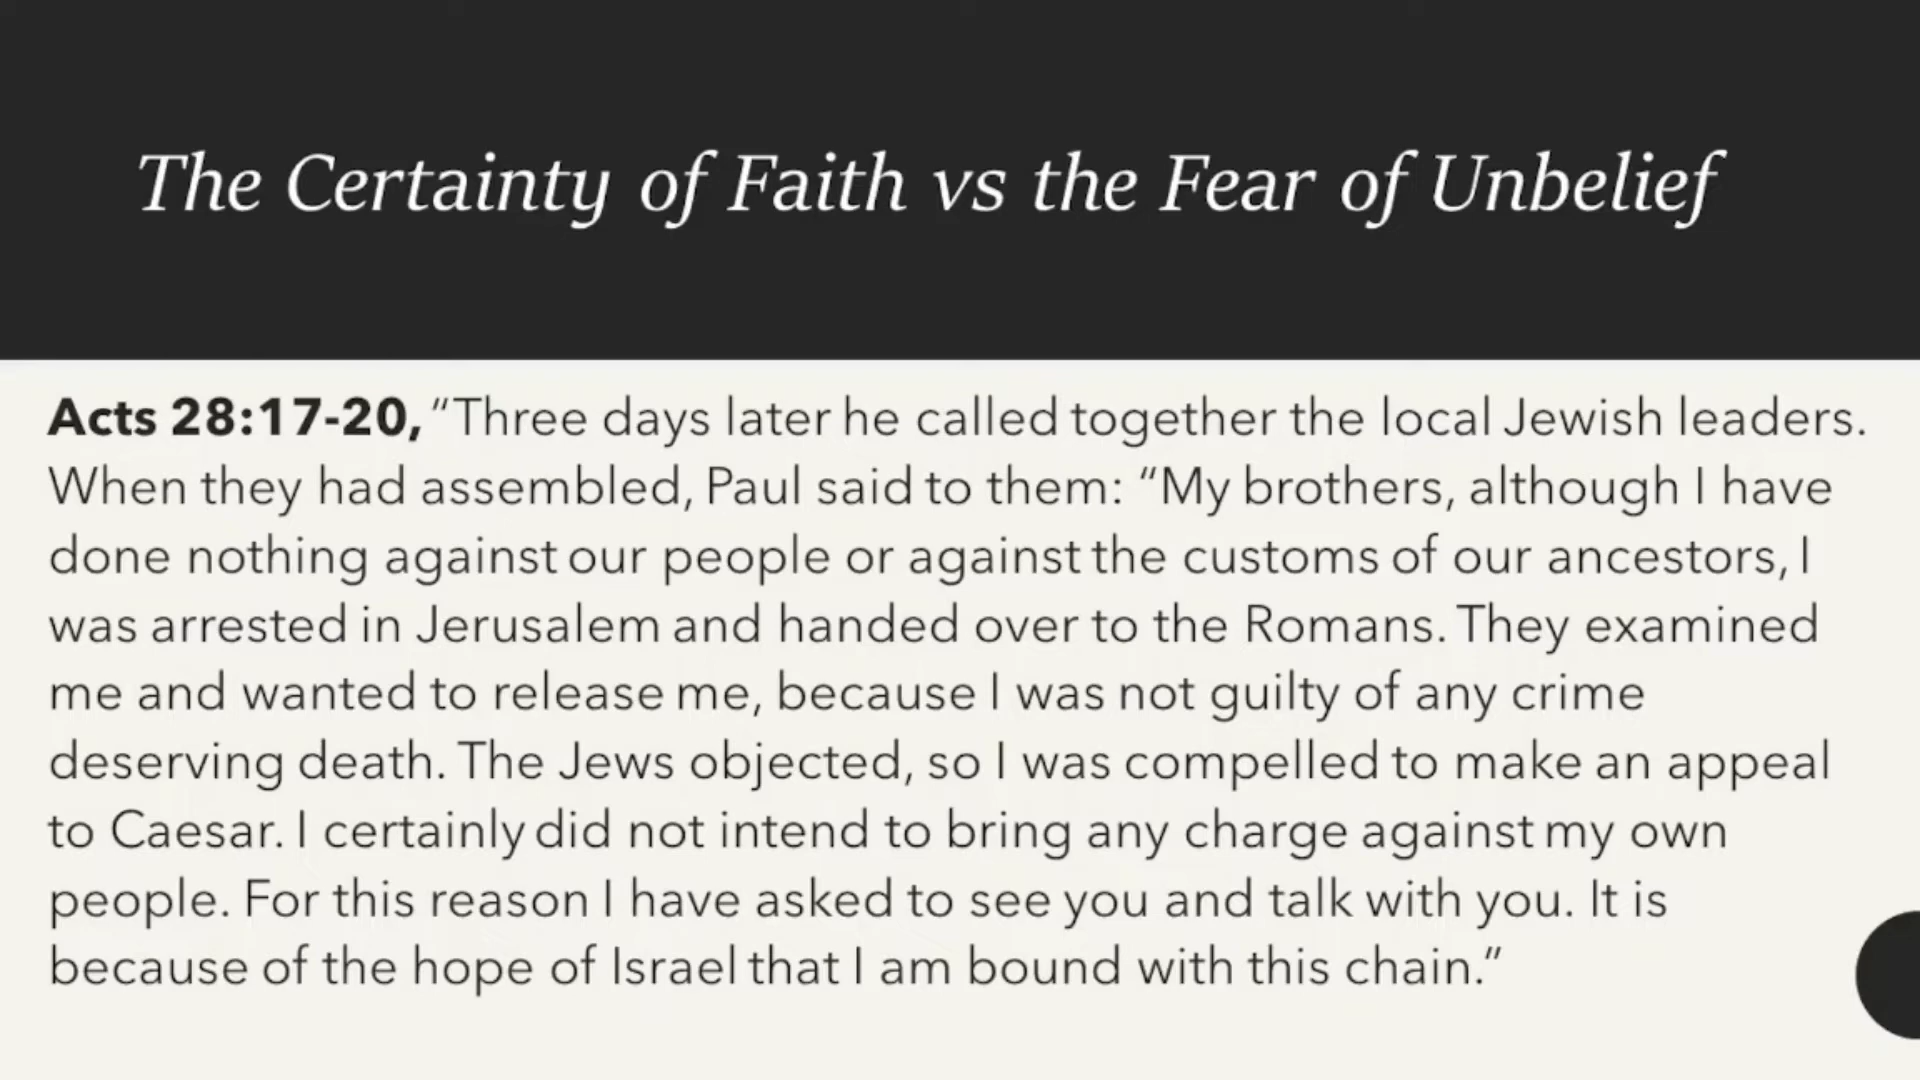 The Certainty of Faith vs the Fear of Unbelief
Acts 28:17-20, “Three days later he called together the local Jewish leaders.
When they had assembled, Paul said to them: “My brothers, although I have
done nothing against our people or against the customs of our ancestors, I
was arrested in Jerusalem and handed over to the Romans. They examined
me and wanted to release me, because I was not guilty of any crime
deserving death. The Jews objected, so I was compelled to make an appeal
to Caesar. I certainly did not intend to bring any charge against my own
people. For this reason I have asked to see you and talk with you. It is
because of the hope of Israel that I am bound with this chain.”